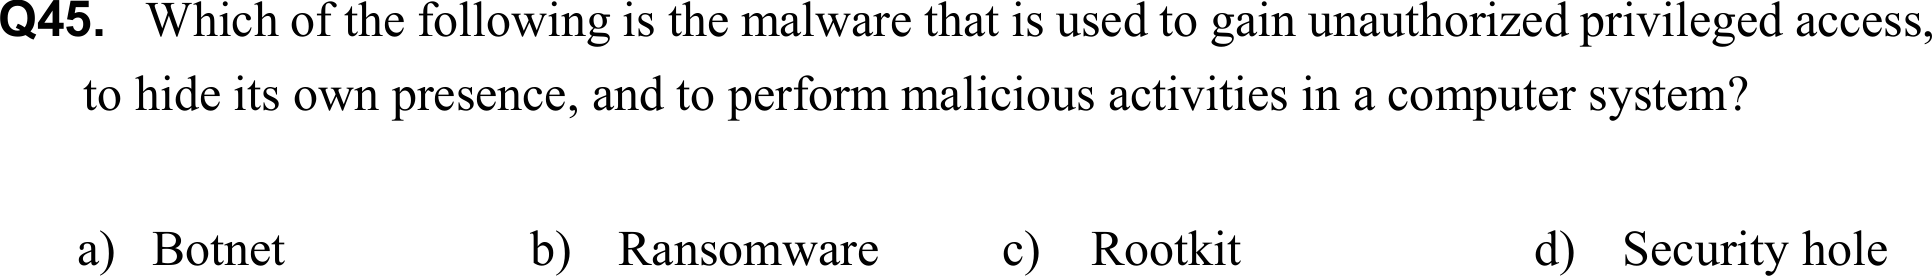 Q45. Which of the following is the malware that is used to gain unauthorized privileged access,
to hide its own presence, and to perform malicious activities in a computer system?
a) Botnet b) Ransomware c) Rootkit d) Security hole